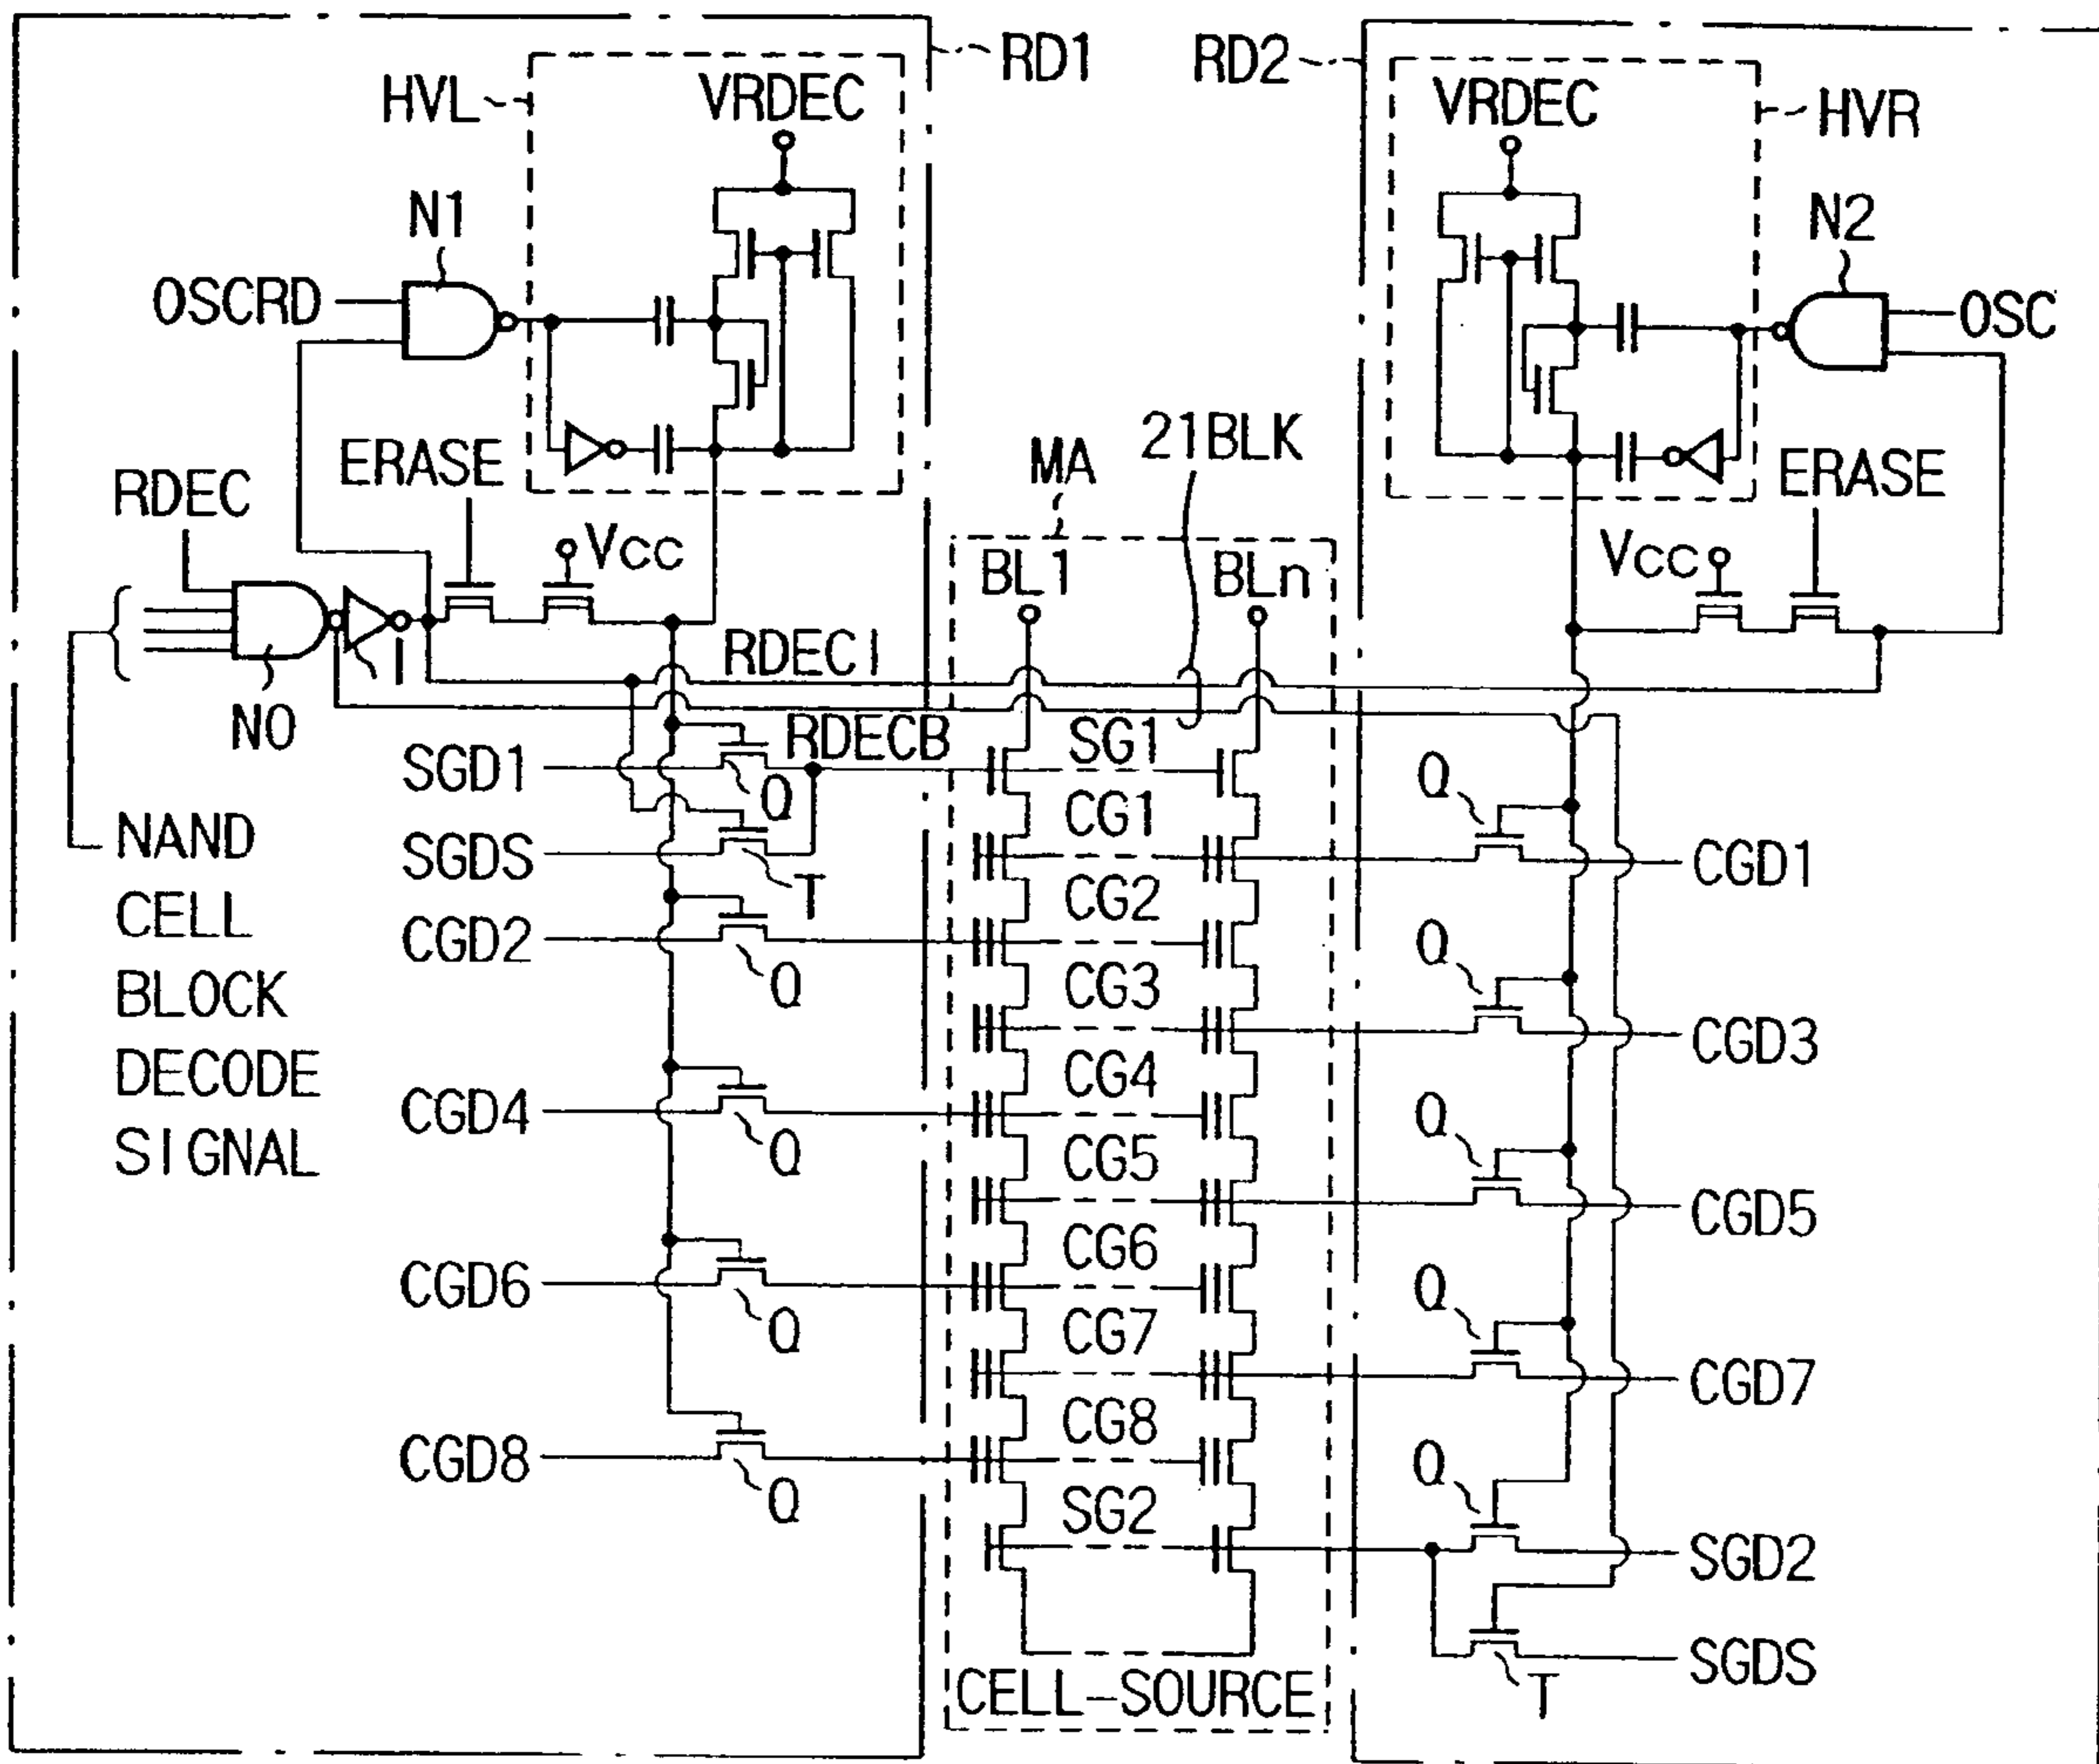 RD1
RD2
HVL
VRDEC
VRDEC
HVR
N1
N2
OSCRD
OSC
21BLK
MA
ERASE
ERASE
RDEC
VCC
BL1
BLn
VCC
I
RDECI
N0
RDECB
SG1
SGD1
Q
Q
CG1
NAND
CELL
BLOCK
DECODE
SIGNAL
SGDS
T
CGD1
CG2
CGD2
Q
Q
CG3
CGD3
CG4
CGD4
Q
Q
CG5
CGD5
CG6
CGD6
Q
Q
CG7
CGD7
CG8
CGD8
Q
Q
SG2
SGD2
SGDS
T
CELL-SOURCE